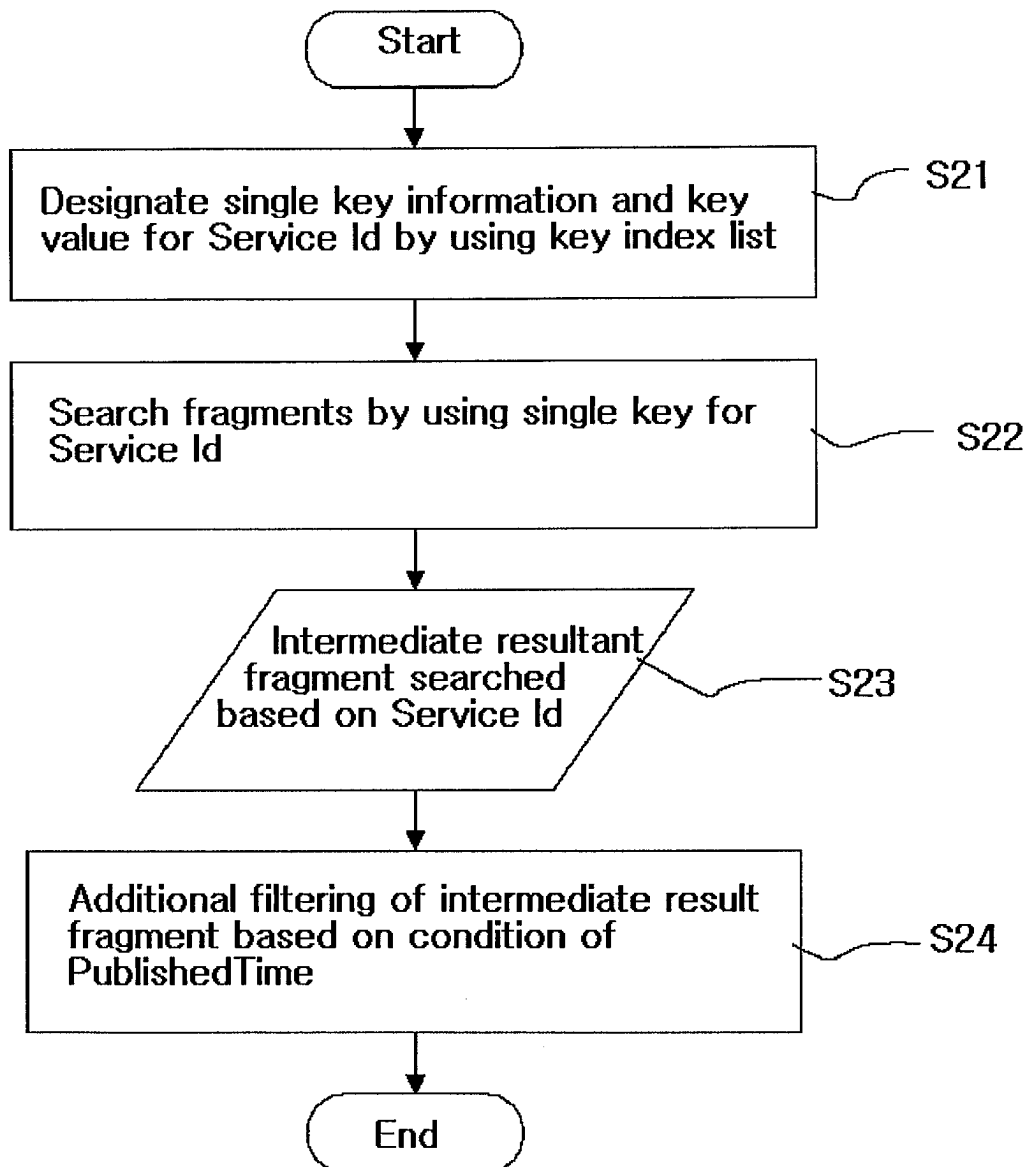 Start
Designate single key information and key
value for Service Id by using key index list
S21
Search fragments by using single key for
Service Id
S22
Intermediate resultant
fragment searched
based on Service Id
S23
Additional filtering of intermediate result
fragment based on condition of
PublishedTime
S24
End